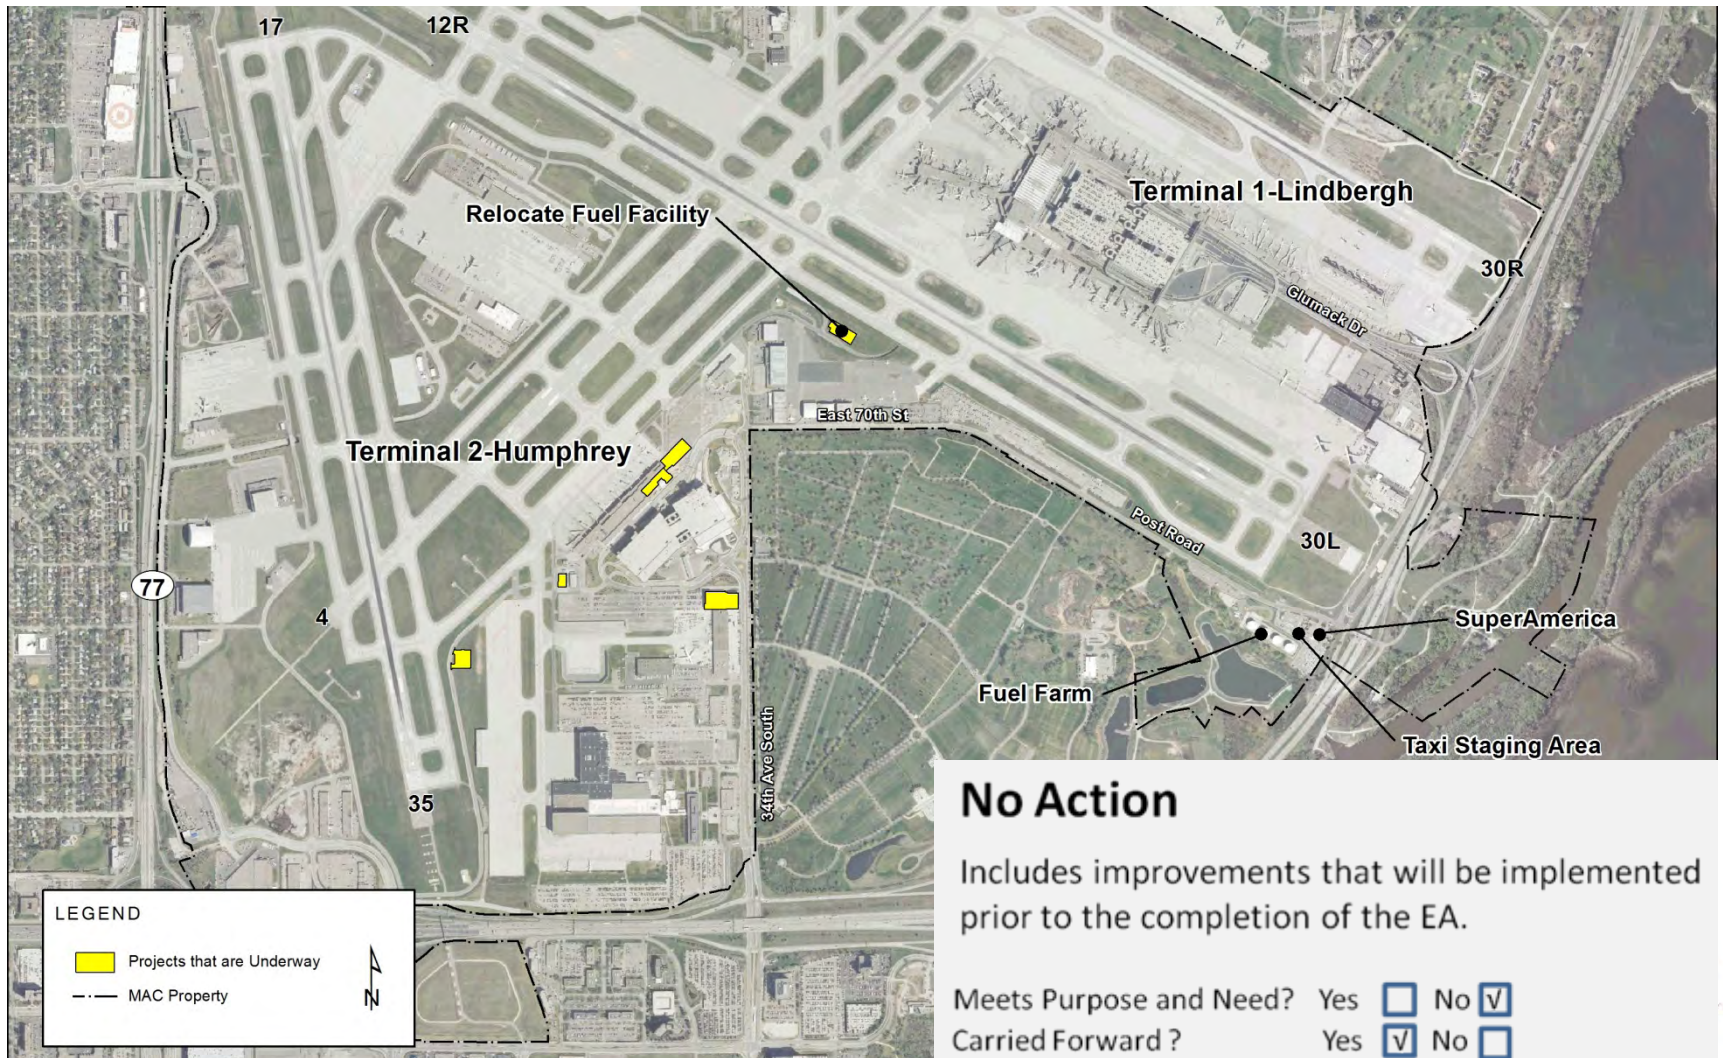 17
12R
Terminal 1-Lindbergh
Relocate Fuel Facility
30R
Glumack Dr
East 70th St
Terminal 2-Humphrey
Post Road
30L
77
4
SuperAmerica
Fuel Farm
Taxi Staging Area
34th Ave South
35
No Action
Includes improvements that will be implemented
prior to the completion of the EA.
Meets Purpose and Need? Yes No √
Carried Forward ? Yes √ No
LEGEND
Projects that are Underway
MAC Property
N